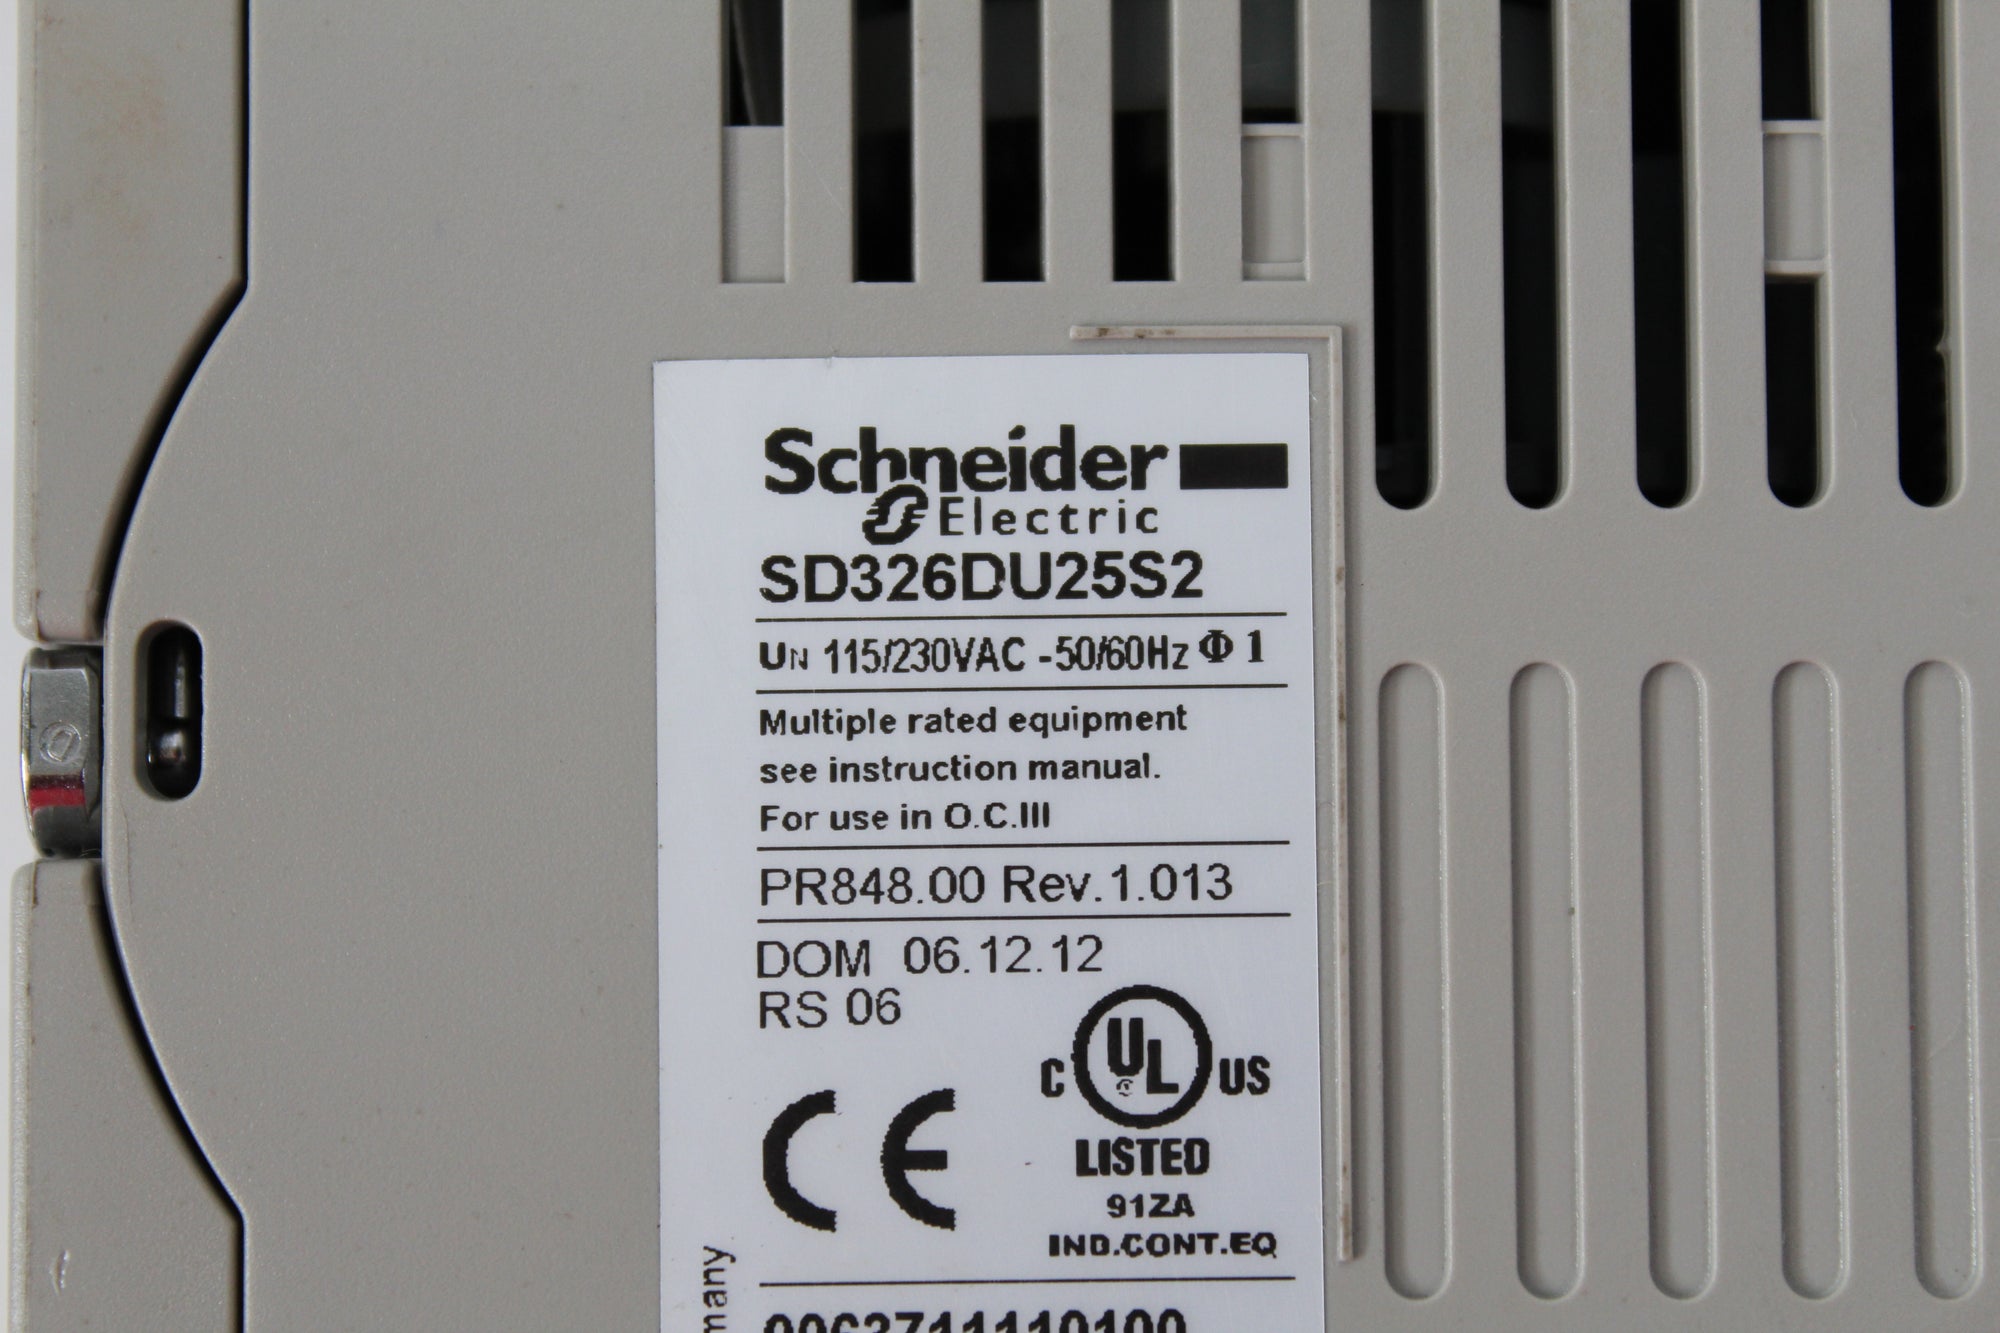 Schneider
Electric
SD326DU25S2
UN 115/230VAC -50/60Hz Φ 1
Multiple rated equipment
see instruction manual.
For use in O.C.III
PR848.00 Rev.1.013
DOM 06.12.12
RS 06
C UL US
LISTED
91ZA
IND.CONT.EQ
CE